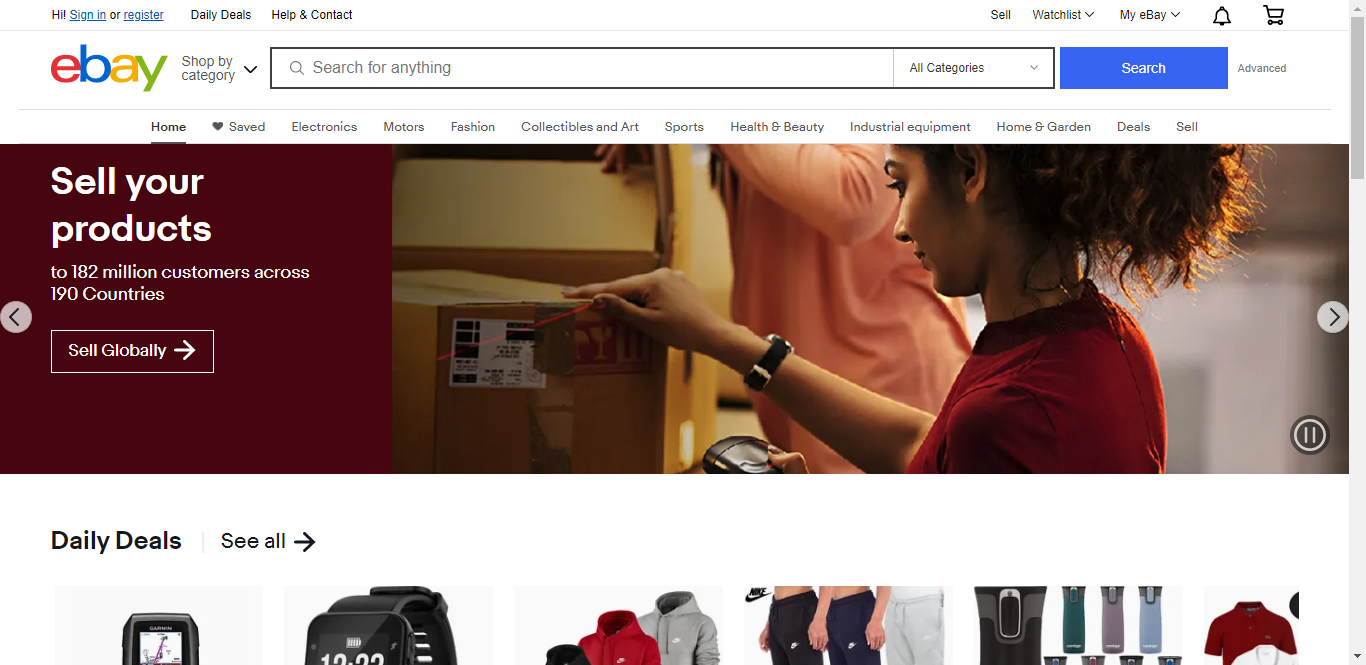 Hi! Sign in or register
Daily Deals
Help & Contact
Sell
Watchlist
My eBay
ebay
Shop by
category
Search for anything
All Categories
Search
Advanced
Home
Saved
Electronics
Motors
Fashion
Collectibles and Art
Sports
Health & Beauty
Industrial equipment
Home & Garden
Deals
Sell
Sell your
products
to 182 million customers across
190 Countries
Sell Globally
Daily Deals
See all
GARMIN